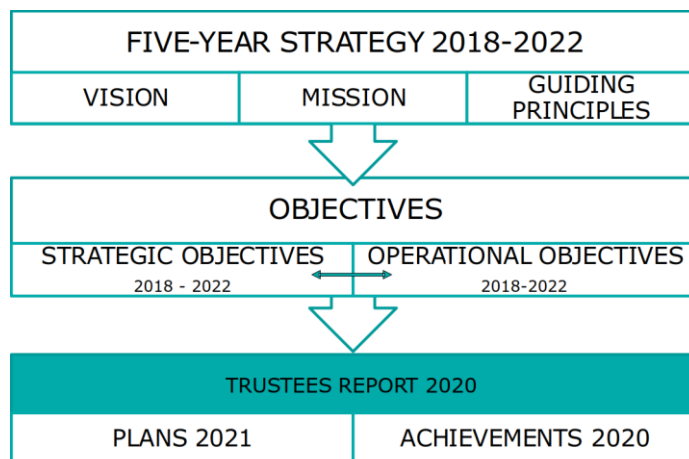 FIVE-YEAR STRATEGY 2018-2022
VISION
MISSION
GUIDING
PRINCIPLES
OBJECTIVES
STRATEGIC OBJECTIVES
2018 - 2022
OPERATIONAL OBJECTIVES
2018-2022
TRUSTEES REPORT 2020
PLANS 2021
ACHIEVEMENTS 2020